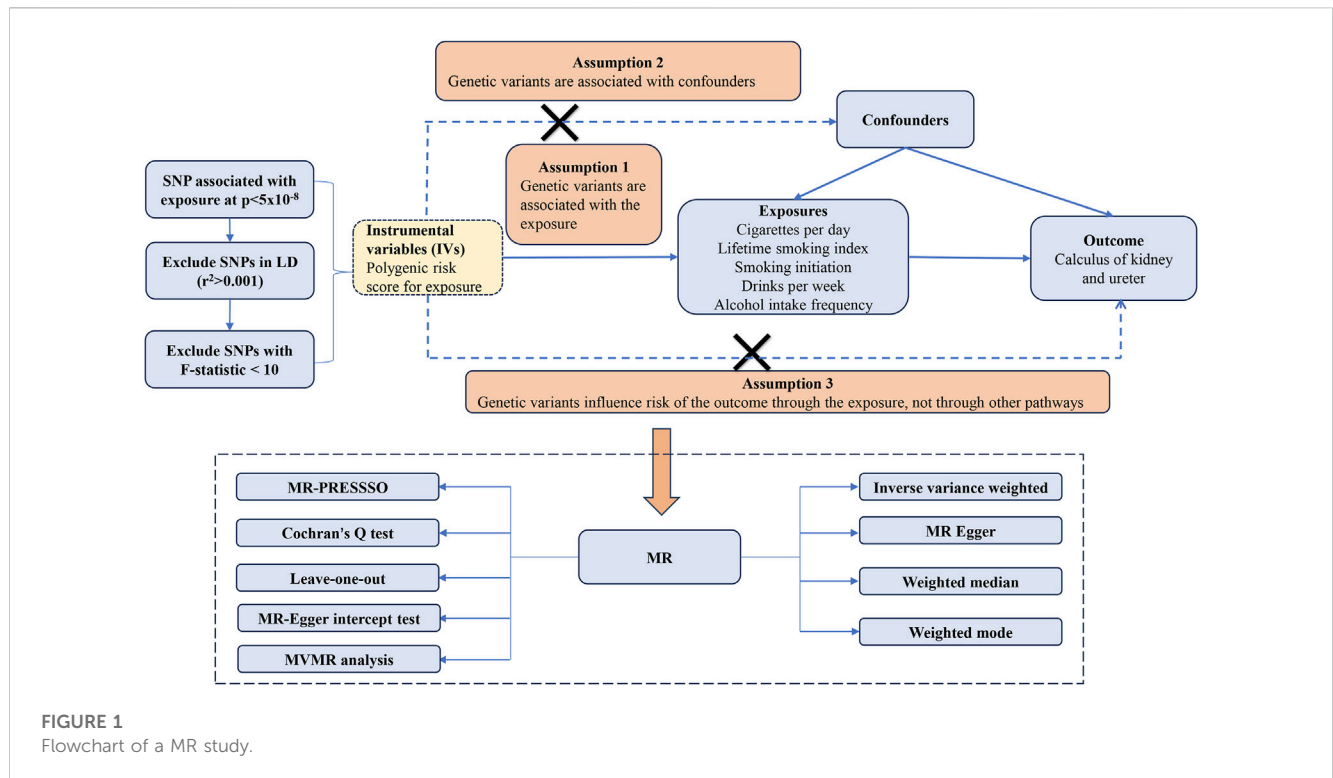 Assumption 2
Genetic variants are associated with confounders
Confounders
SNP associated with
exposure at p<5x10-8
Exclude SNPs in LD
(r²>0.001)
Exclude SNPs with
F-statistic < 10
Instrumental
variables (IVs)
Polygenic risk
score for exposure
Assumption 1
Genetic variants are
associated with the
exposure
Exposures
Cigarettes per day
Lifetime smoking index
Smoking initiation
Drinks per week
Alcohol intake frequency
Outcome
Calculus of kidney
and ureter
Assumption 3
Genetic variants influence risk of the outcome through the exposure, not through other pathways
MR-PRESSSO
Cochran's Q test
Leave-one-out
MR-Egger intercept test
MVMR analysis
MR
Inverse variance weighted
MR Egger
Weighted median
Weighted mode
FIGURE 1
Flowchart of a MR study.